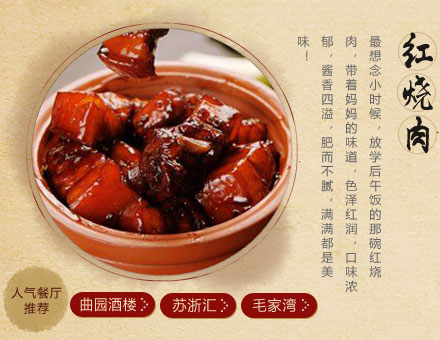 红烧肉
最想念小时候，放学后午饭的那碗红烧
肉，带着妈妈的味道，色泽红润，口味浓
郁，酱香四溢，肥而不腻，满满都是美
味！
人气餐厅
推荐
曲园酒楼
苏浙汇
毛家湾